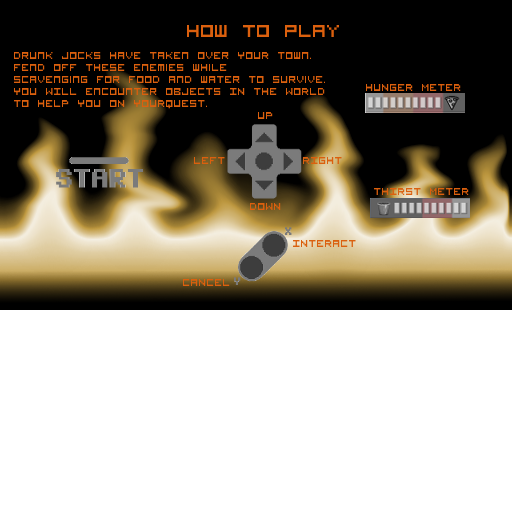 HOW TO PLAY
DRUNK JOCKS HAVE TAKEN OVER YOUR TOWN.
FEND OFF THESE ENEMIES WHILE
SCAVENGING FOR FOOD AND WATER TO SURVIVE.
YOU WILL ENCOUNTER OBJECTS IN THE WORLD
TO HELP YOU ON YOURQUEST.
HUNGER METER
UP
LEFT
RIGHT
START
THIRST METER
DOWN
X
INTERACT
CANCEL Y